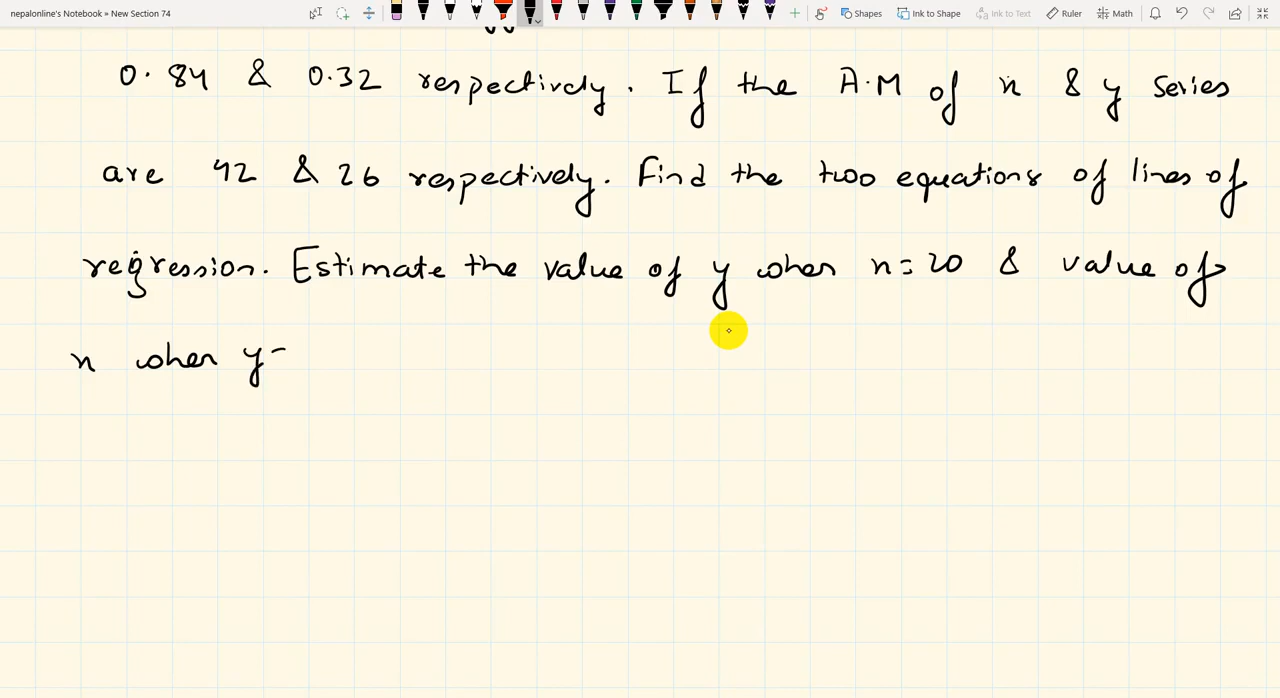 nepalonline's Notebook » New Section 74
Shapes Ink to Shape Ink to Text Ruler Math
0.84 & 0.32 respectively. If the A.M of x & y series
are 42 & 26 respectively. Find the two equations of lines of
regression. Estimate the value of y when x=20 & value of
x when y-